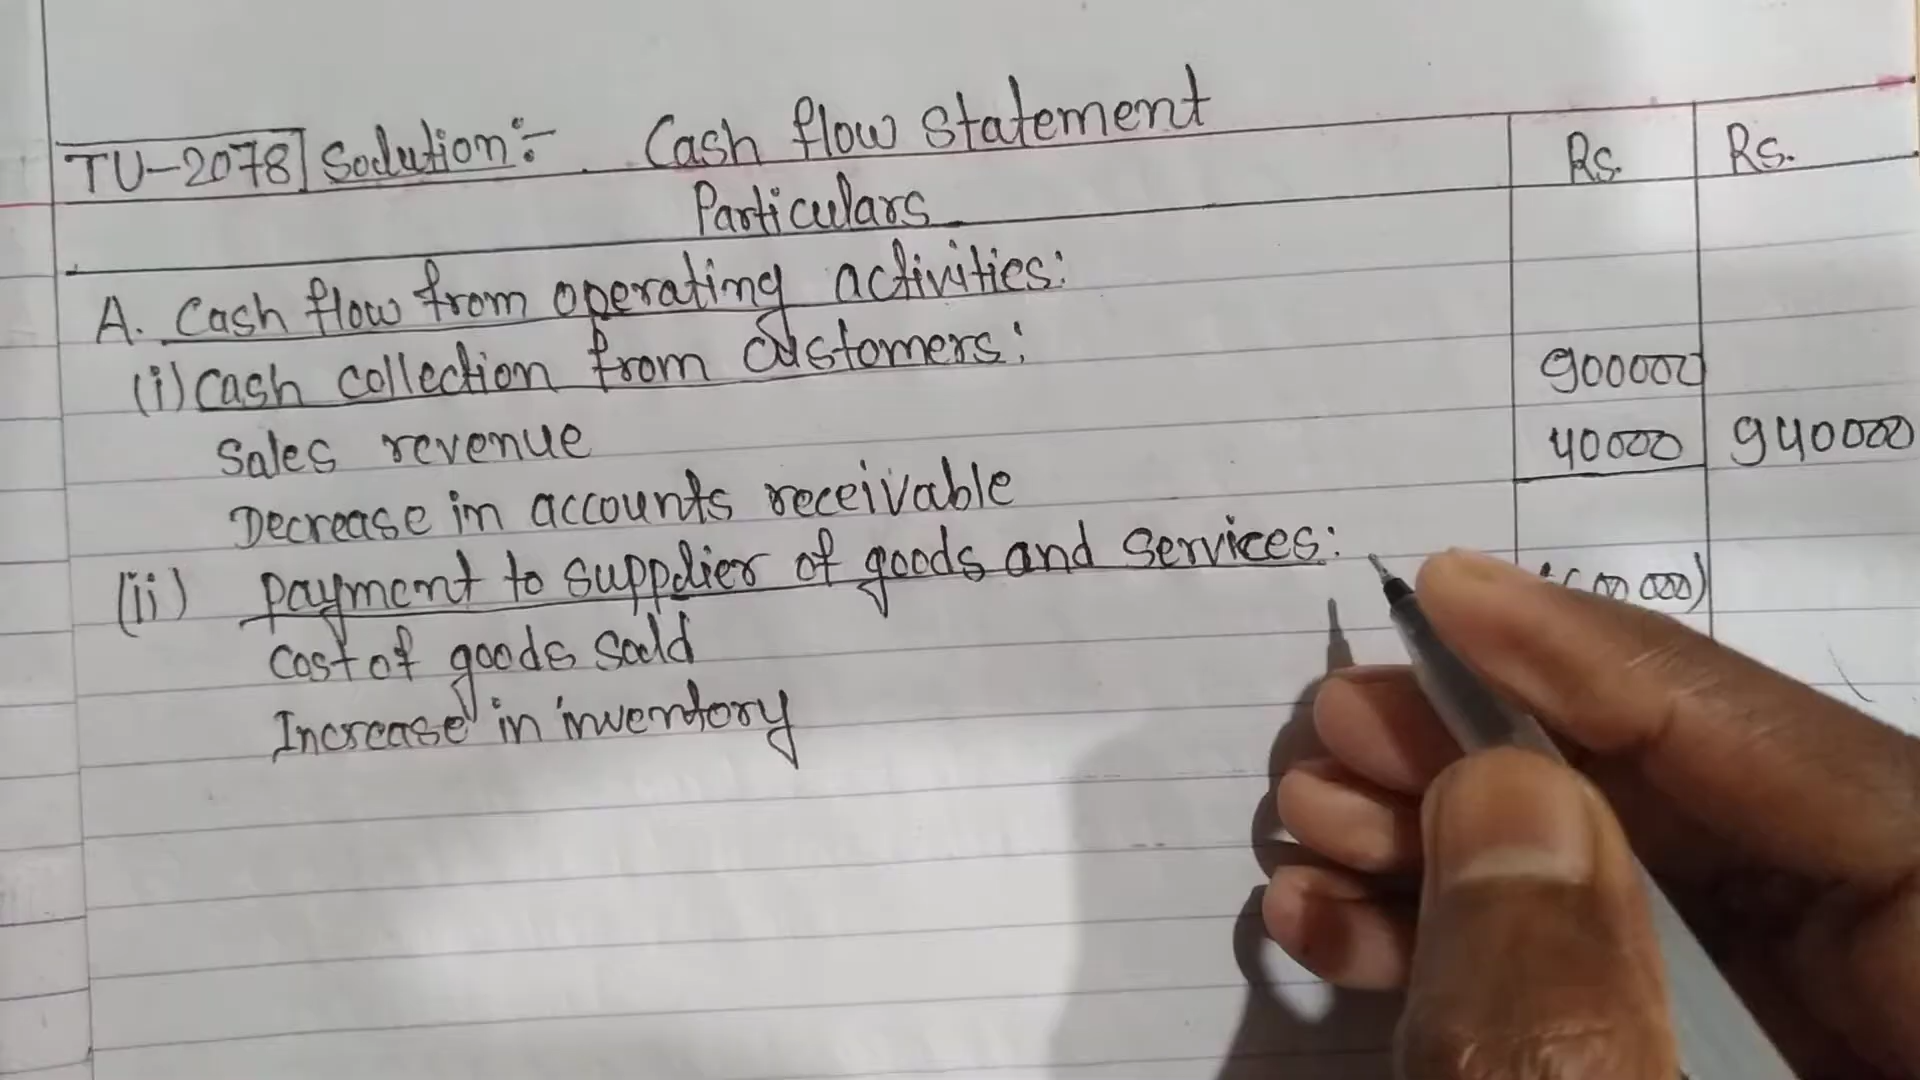 TU-2078 Solution:- Cash flow statement
Particulars Rs. Rs.
A. Cash flow from operating activities:
(i) Cash collection from customers:
Sales revenue 900000
Decrease in accounts receivable 40000 940000
(ii) Payment to supplier of goods and services:
Cost of goods sold
Increase in inventory